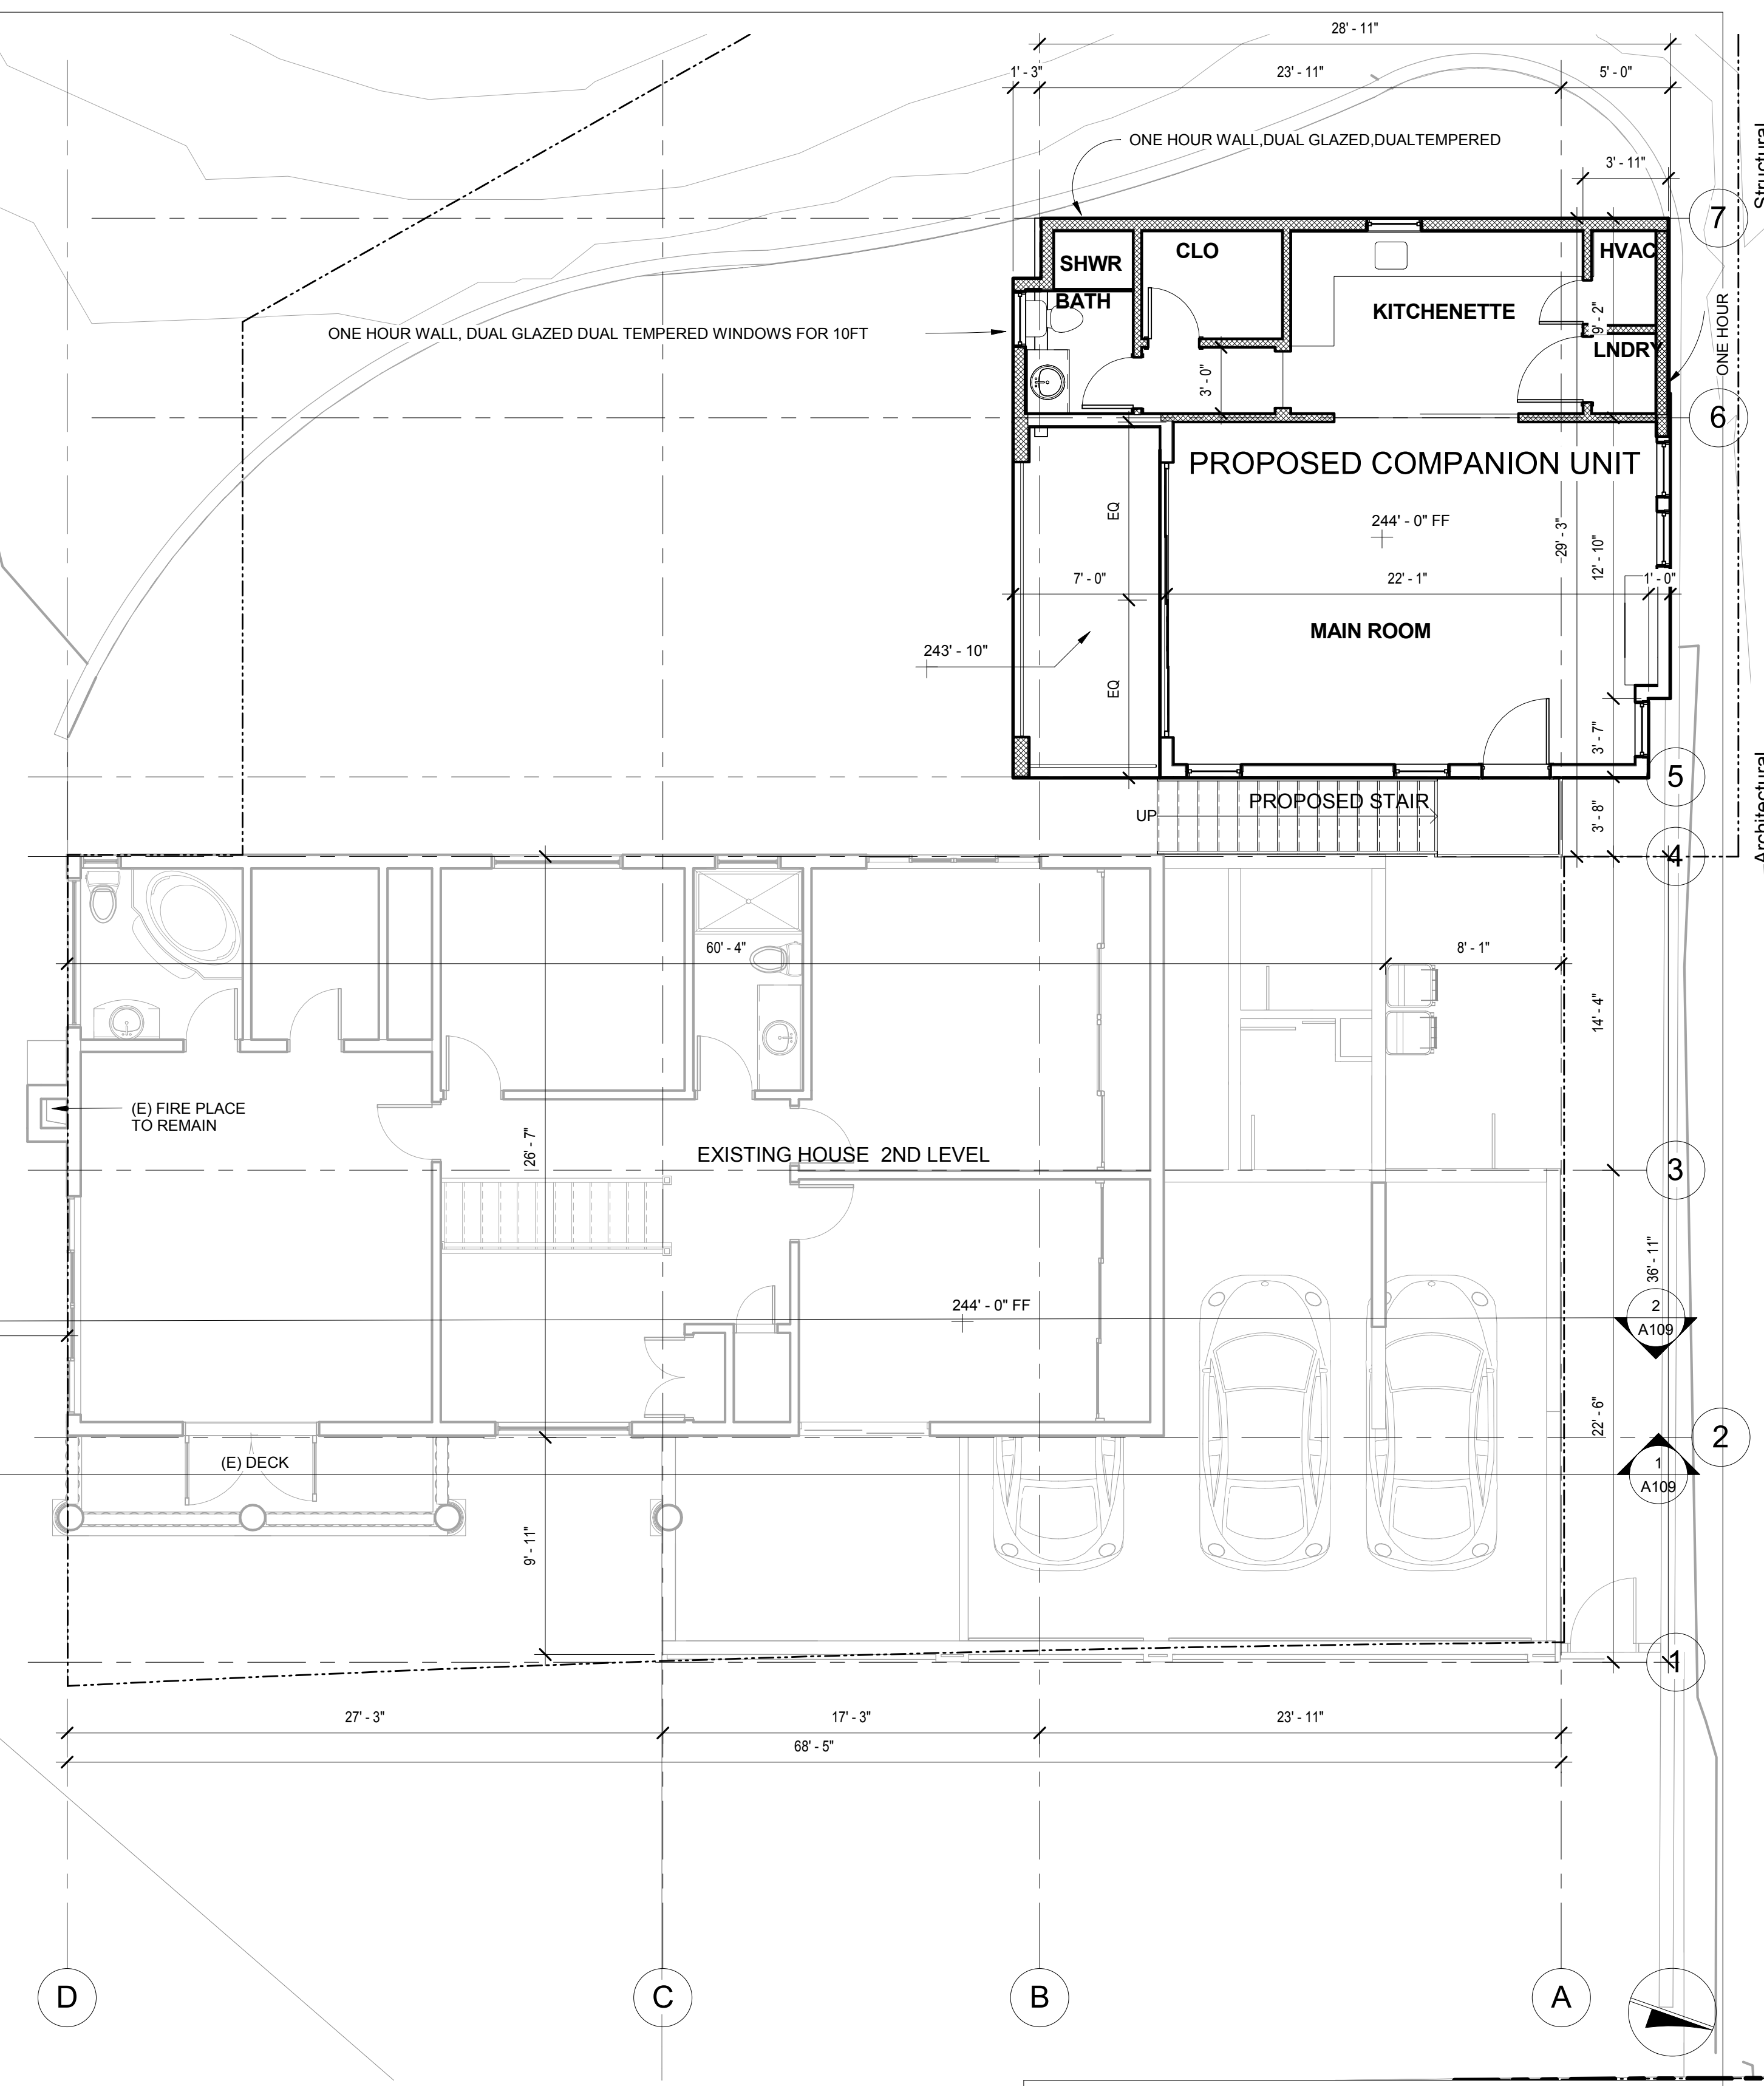 28' - 11"
1' - 3"
23' - 11"
5' - 0"
Structural
ONE HOUR WALL,DUAL GLAZED,DUALTEMPERED
3' - 11"
7
SHWR
CLO
HVAC
BATH
KITCHENETTE
9' - 2"
ONE HOUR
ONE HOUR WALL, DUAL GLAZED DUAL TEMPERED WINDOWS FOR 10FT
LNDRY
3' - 0"
6
PROPOSED COMPANION UNIT
EQ
244' - 0" FF
29' - 3"
12' - 10"
7' - 0"
22' - 1"
1' - 0"
MAIN ROOM
243' - 10"
EQ
3' - 7"
5
Architectural
PROPOSED STAIR
UP
3' - 8"
4
60' - 4"
8' - 1"
14' - 4"
(E) FIRE PLACE
TO REMAIN
26' - 7"
EXISTING HOUSE 2ND LEVEL
3
36' - 11"
244' - 0" FF
2
A109
22' - 6"
2
(E) DECK
1
A109
9' - 11"
1
27' - 3"
17' - 3"
23' - 11"
68' - 5"
D
C
B
A